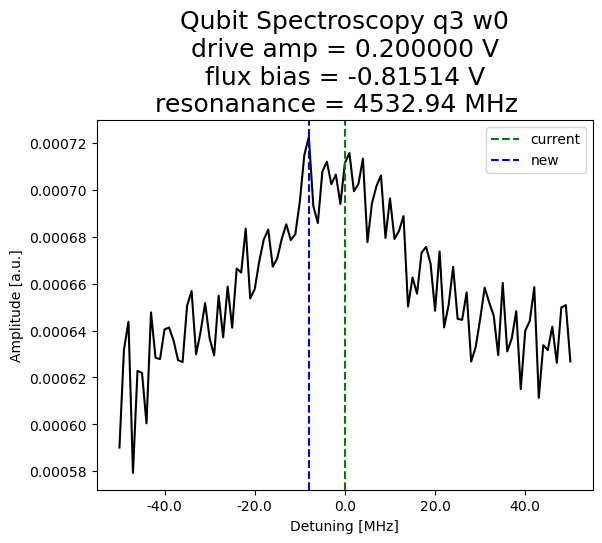 Qubit Spectroscopy q3 w0
drive amp = 0.200000 V
flux bias = -0.81514 V
resonanance = 4532.94 MHz
current
new
0.00072
0.00070
0.00068
0.00066
0.00064
0.00062
0.00060
0.00058
Amplitude [a.u.]
-40.0
-20.0
0.0
20.0
40.0
Detuning [MHz]